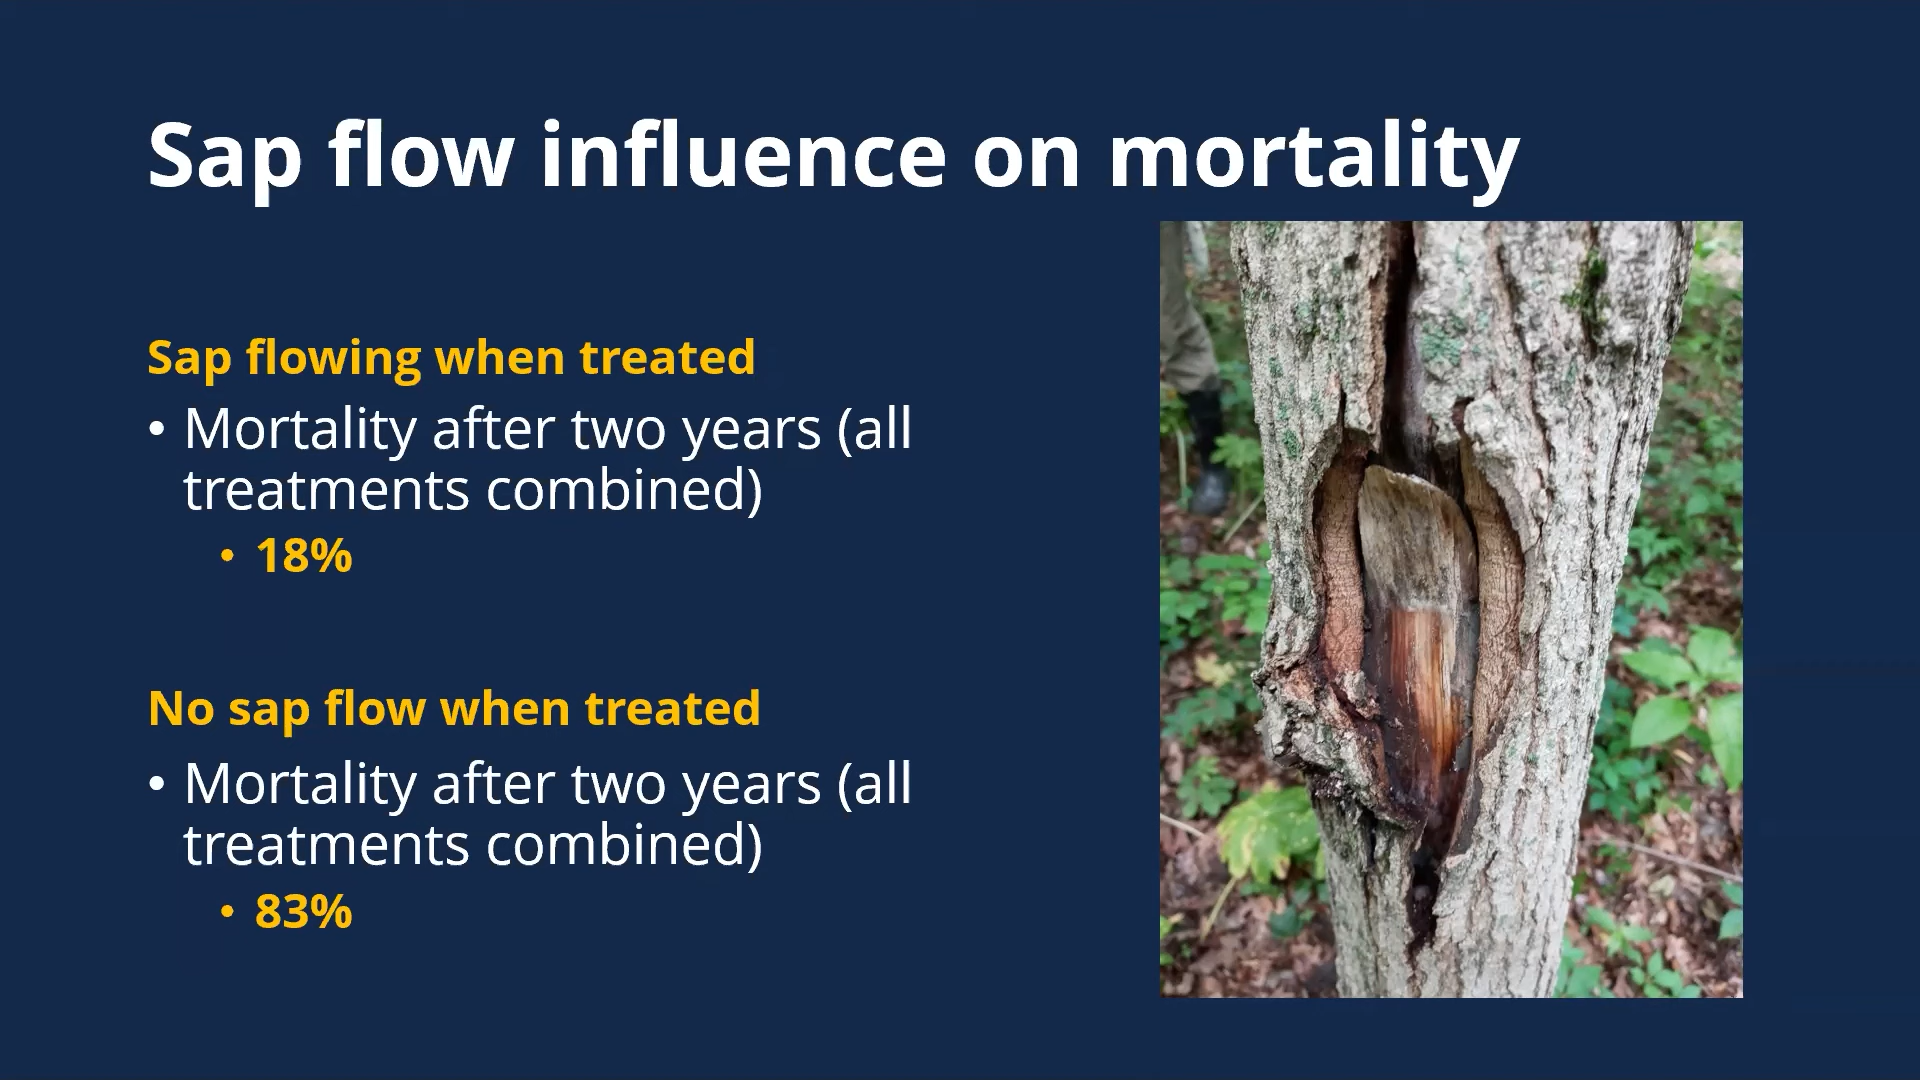 Sap flow influence on mortality
Sap flowing when treated
• Mortality after two years (all
treatments combined)
• 18%
No sap flow when treated
• Mortality after two years (all
treatments combined)
• 83%